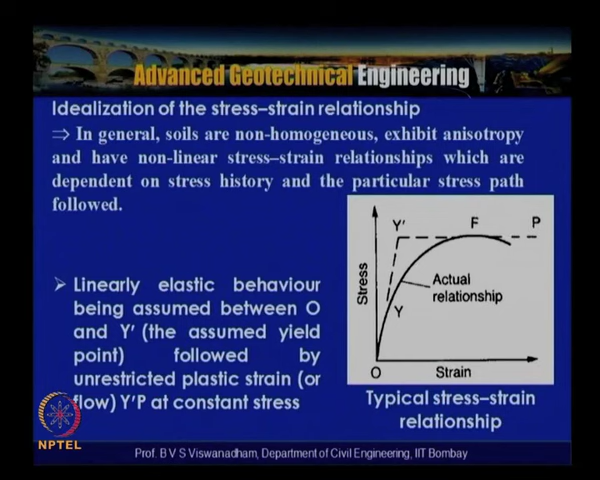 Advanced Geotechnical Engineering
Idealization of the stress–strain relationship
⇒ In general, soils are non-homogeneous, exhibit anisotropy
and have non-linear stress–strain relationships which are
dependent on stress history and the particular stress path
followed.
➢ Linearly elastic behaviour
being assumed between O
and Y′ (the assumed yield
point) followed by
unrestricted plastic strain (or
flow) Y′P at constant stress
Y′
F
P
Stress
Actual
relationship
Y
O
Strain
Typical stress–strain
relationship
NPTEL
Prof. B V S Viswanadham, Department of Civil Engineering, IIT Bombay